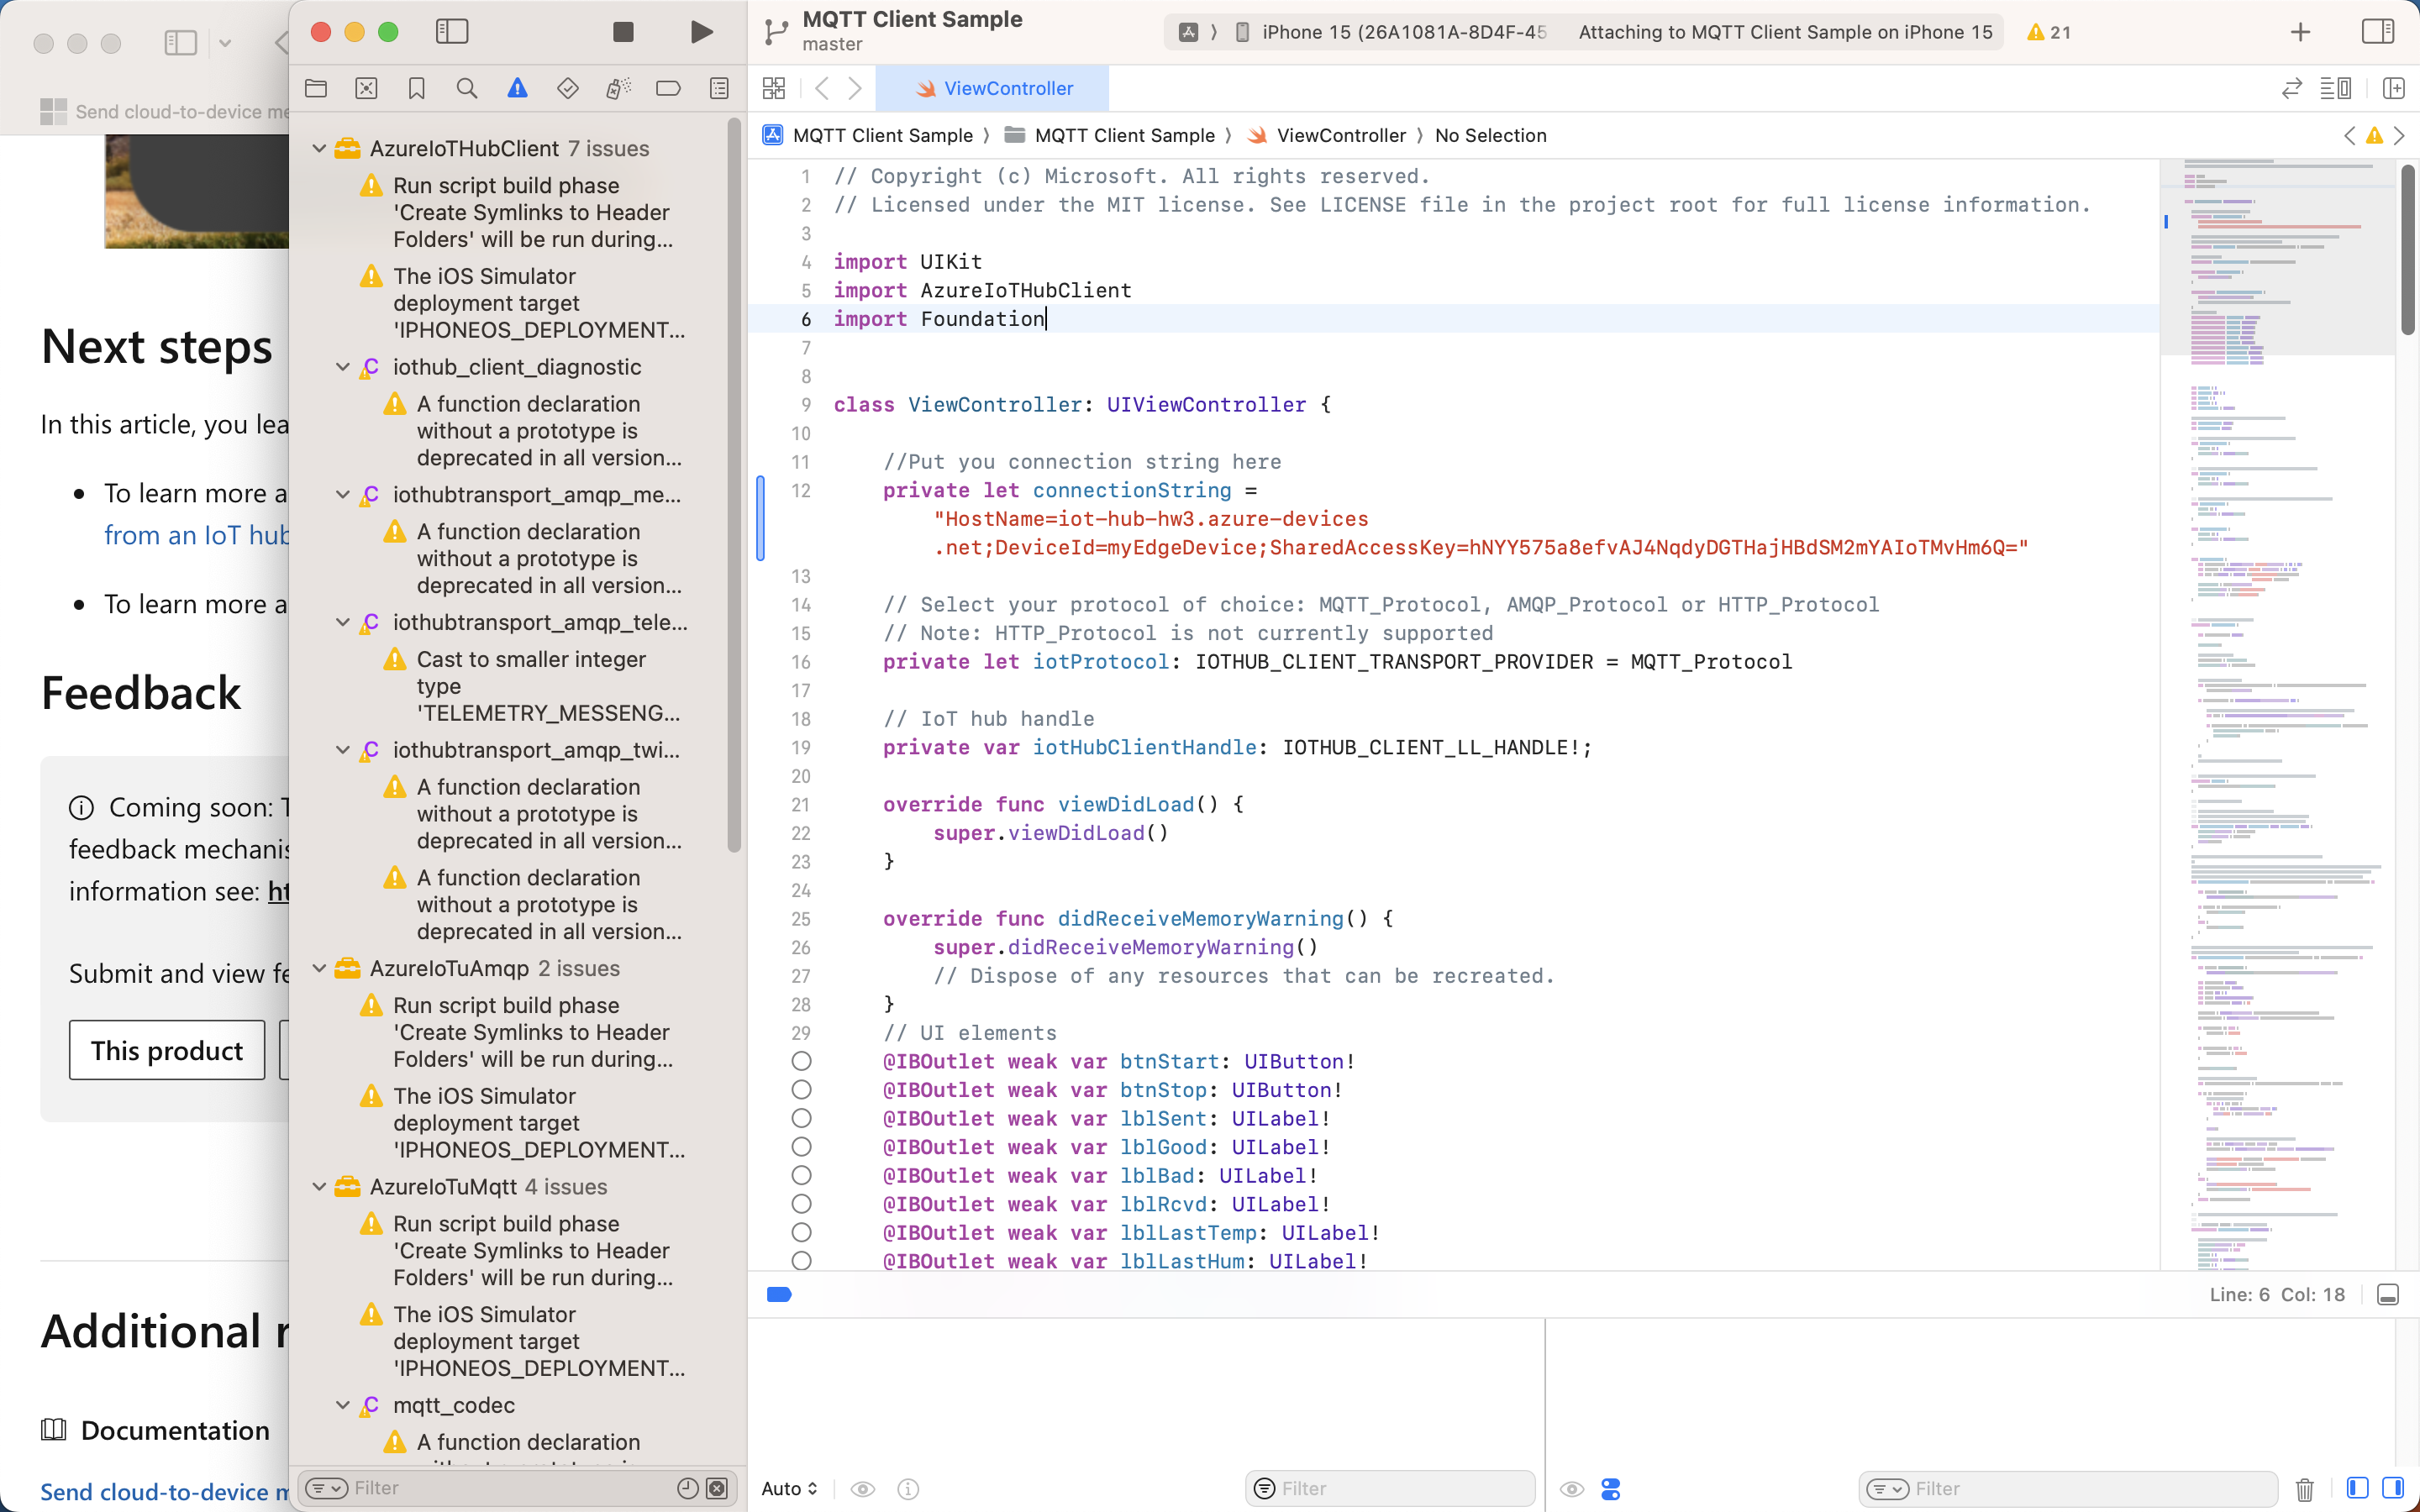 Send cloud-to-device me
Next steps
In this article, you lea
To learn more a
from an IoT hub
To learn more a
Feedback
Coming soon: T
feedback mechanis
information see: ht
Submit and view fe
This product
Additional r
Documentation
Send cloud-to-device m
AzureIoTHubClient 7 issues
Run script build phase
'Create Symlinks to Header
Folders' will be run during...
The iOS Simulator
deployment target
'IPHONEOS_DEPLOYMENT...
iothub_client_diagnostic
A function declaration
without a prototype is
deprecated in all version...
iothubtransport_amqp_me...
A function declaration
without a prototype is
deprecated in all version...
iothubtransport_amqp_tele...
Cast to smaller integer
type
'TELEMETRY_MESSENG...
iothubtransport_amqp_twi...
A function declaration
without a prototype is
deprecated in all version...
A function declaration
without a prototype is
deprecated in all version...
AzureIoTuAmqp 2 issues
Run script build phase
'Create Symlinks to Header
Folders' will be run during...
The iOS Simulator
deployment target
'IPHONEOS_DEPLOYMENT...
AzureIoTuMqtt 4 issues
Run script build phase
'Create Symlinks to Header
Folders' will be run during...
The iOS Simulator
deployment target
'IPHONEOS_DEPLOYMENT...
mqtt_codec
A function declaration
Filter
MQTT Client Sample
master
iPhone 15 (26A1081A-8D4F-45
Attaching to MQTT Client Sample on iPhone 15
21
ViewController
MQTT Client Sample 〉 MQTT Client Sample 〉 ViewController 〉 No Selection
1 // Copyright (c) Microsoft. All rights reserved.
2 // Licensed under the MIT license. See LICENSE file in the project root for full license information.
3
4 import UIKit
5 import AzureIoTHubClient
6 import Foundation
7
8
9 class ViewController: UIViewController {
10
11 //Put you connection string here
12 private let connectionString =
"HostName=iot-hub-hw3.azure-devices
.net;DeviceId=myEdgeDevice;SharedAccessKey=hNYY575a8efvAJ4NqdyDGTHajHBdSM2mYAIoTMvHm6Q="
13
14 // Select your protocol of choice: MQTT_Protocol, AMQP_Protocol or HTTP_Protocol
15 // Note: HTTP_Protocol is not currently supported
16 private let iotProtocol: IOTHUB_CLIENT_TRANSPORT_PROVIDER = MQTT_Protocol
17
18 // IoT hub handle
19 private var iotHubClientHandle: IOTHUB_CLIENT_LL_HANDLE!;
20
21 override func viewDidLoad() {
22 super.viewDidLoad()
23 }
24
25 override func didReceiveMemoryWarning() {
26 super.didReceiveMemoryWarning()
27 // Dispose of any resources that can be recreated.
28 }
29 // UI elements
@IBOutlet weak var btnStart: UIButton!
@IBOutlet weak var btnStop: UIButton!
@IBOutlet weak var lblSent: UILabel!
@IBOutlet weak var lblGood: UILabel!
@IBOutlet weak var lblBad: UILabel!
@IBOutlet weak var lblRcvd: UILabel!
@IBOutlet weak var lblLastTemp: UILabel!
@IBOutlet weak var lblLastHum: UILabel!
Line: 6 Col: 18
Auto
Filter
Filter